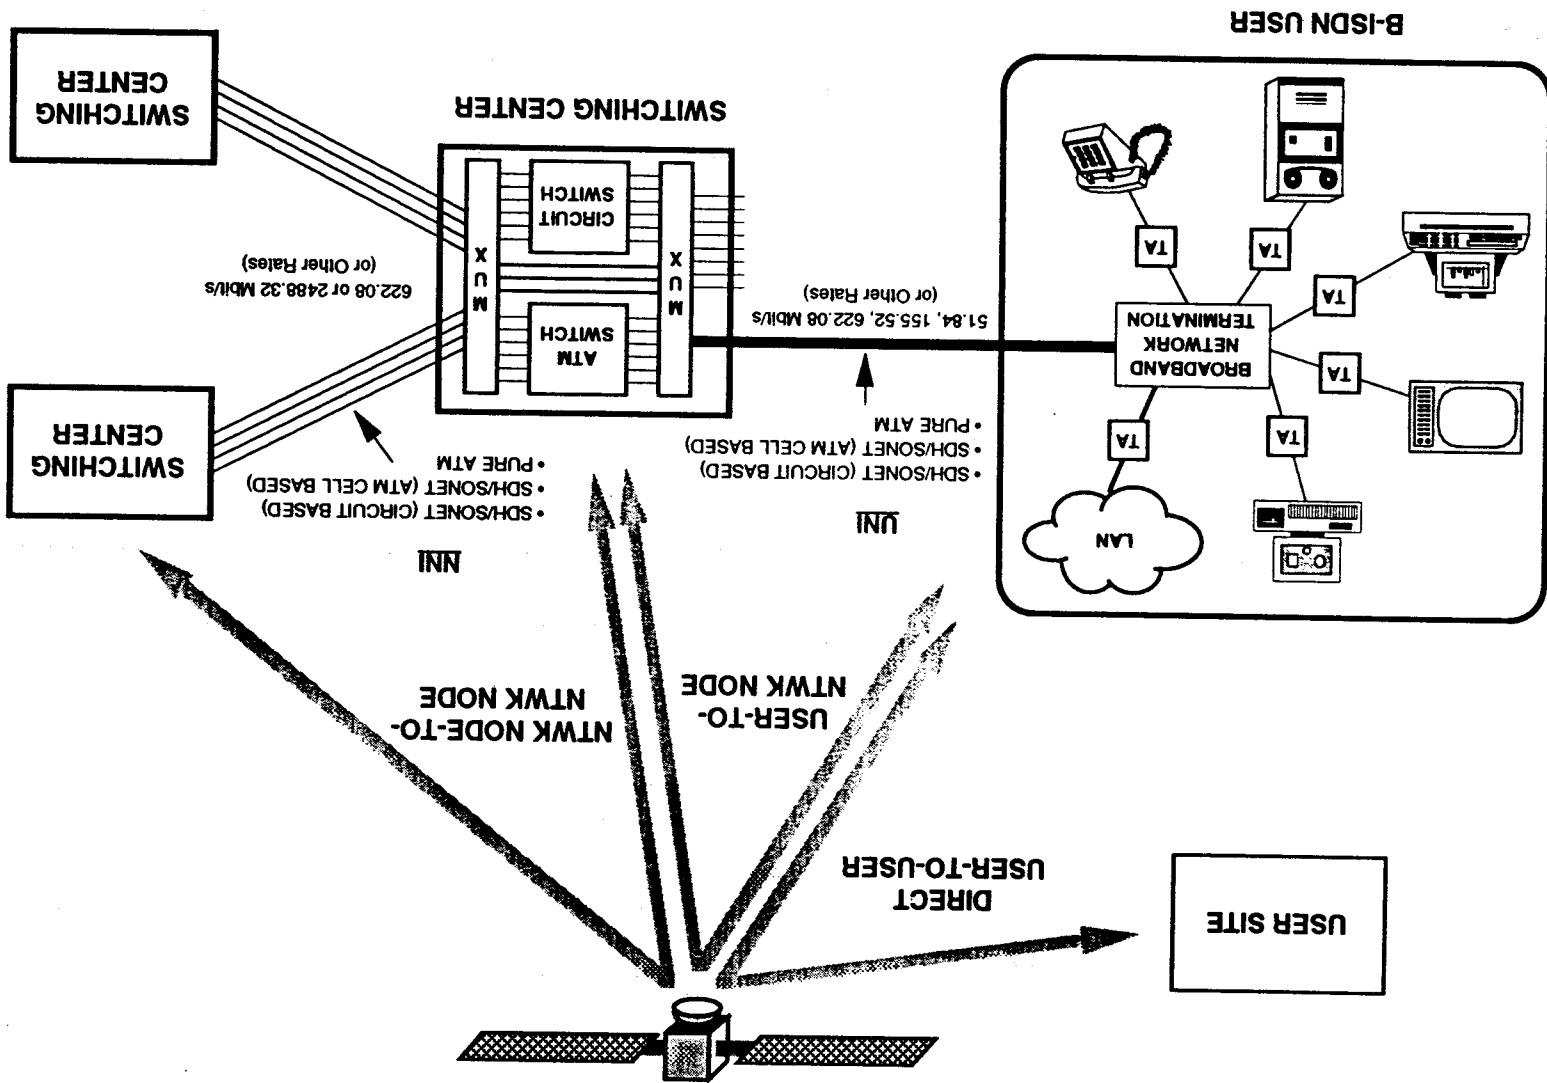 USER SITE
DIRECT
USER-TO-USER
USER-TO-
NTWK NODE
NTWK NODE-TO-
NTWK NODE
LAN
TA
TA
TA
TA
TA
TA
BROADBAND
NETWORK
TERMINATION
B-ISDN USER
UNI
• SDH/SONET (CIRCUIT BASED)
• SDH/SONET (ATM CELL BASED)
• PURE ATM
51.84, 155.52, 622.08 Mbit/s
(or Other Rates)
M
U
X
ATM
SWITCH
CIRCUIT
SWITCH
M
U
X
SWITCHING CENTER
NNI
• SDH/SONET (CIRCUIT BASED)
• SDH/SONET (ATM CELL BASED)
• PURE ATM
622.08 or 2488.32 Mbit/s
(or Other Rates)
SWITCHING
CENTER
SWITCHING
CENTER